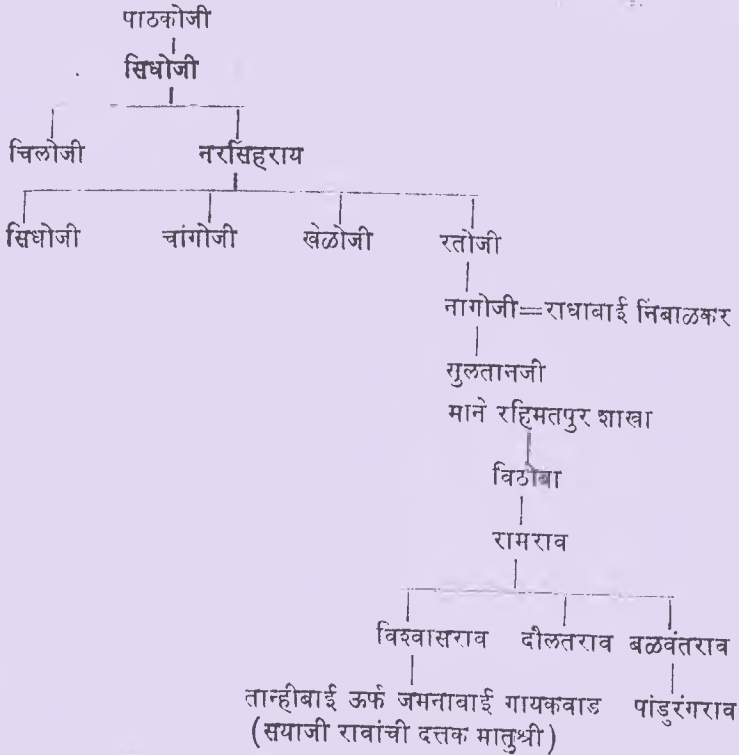 पाठकोजी
सिधोजी
चिलोजी नरसिंहराय
सिधोजी चांगोजी खेळोजी रतोजी
नागोजी=राधाबाई निंबाळकर
सुलतानजी
माने रहिमतपुर शाखा
विठोबा
रामराव
विश्वासराव दौलतराव बळवंतराव
तान्हीबाई ऊर्फ जमनाबाई गायकवाड पांडुरंगराव
(सयाजी रावांची दत्तक मातुश्री)